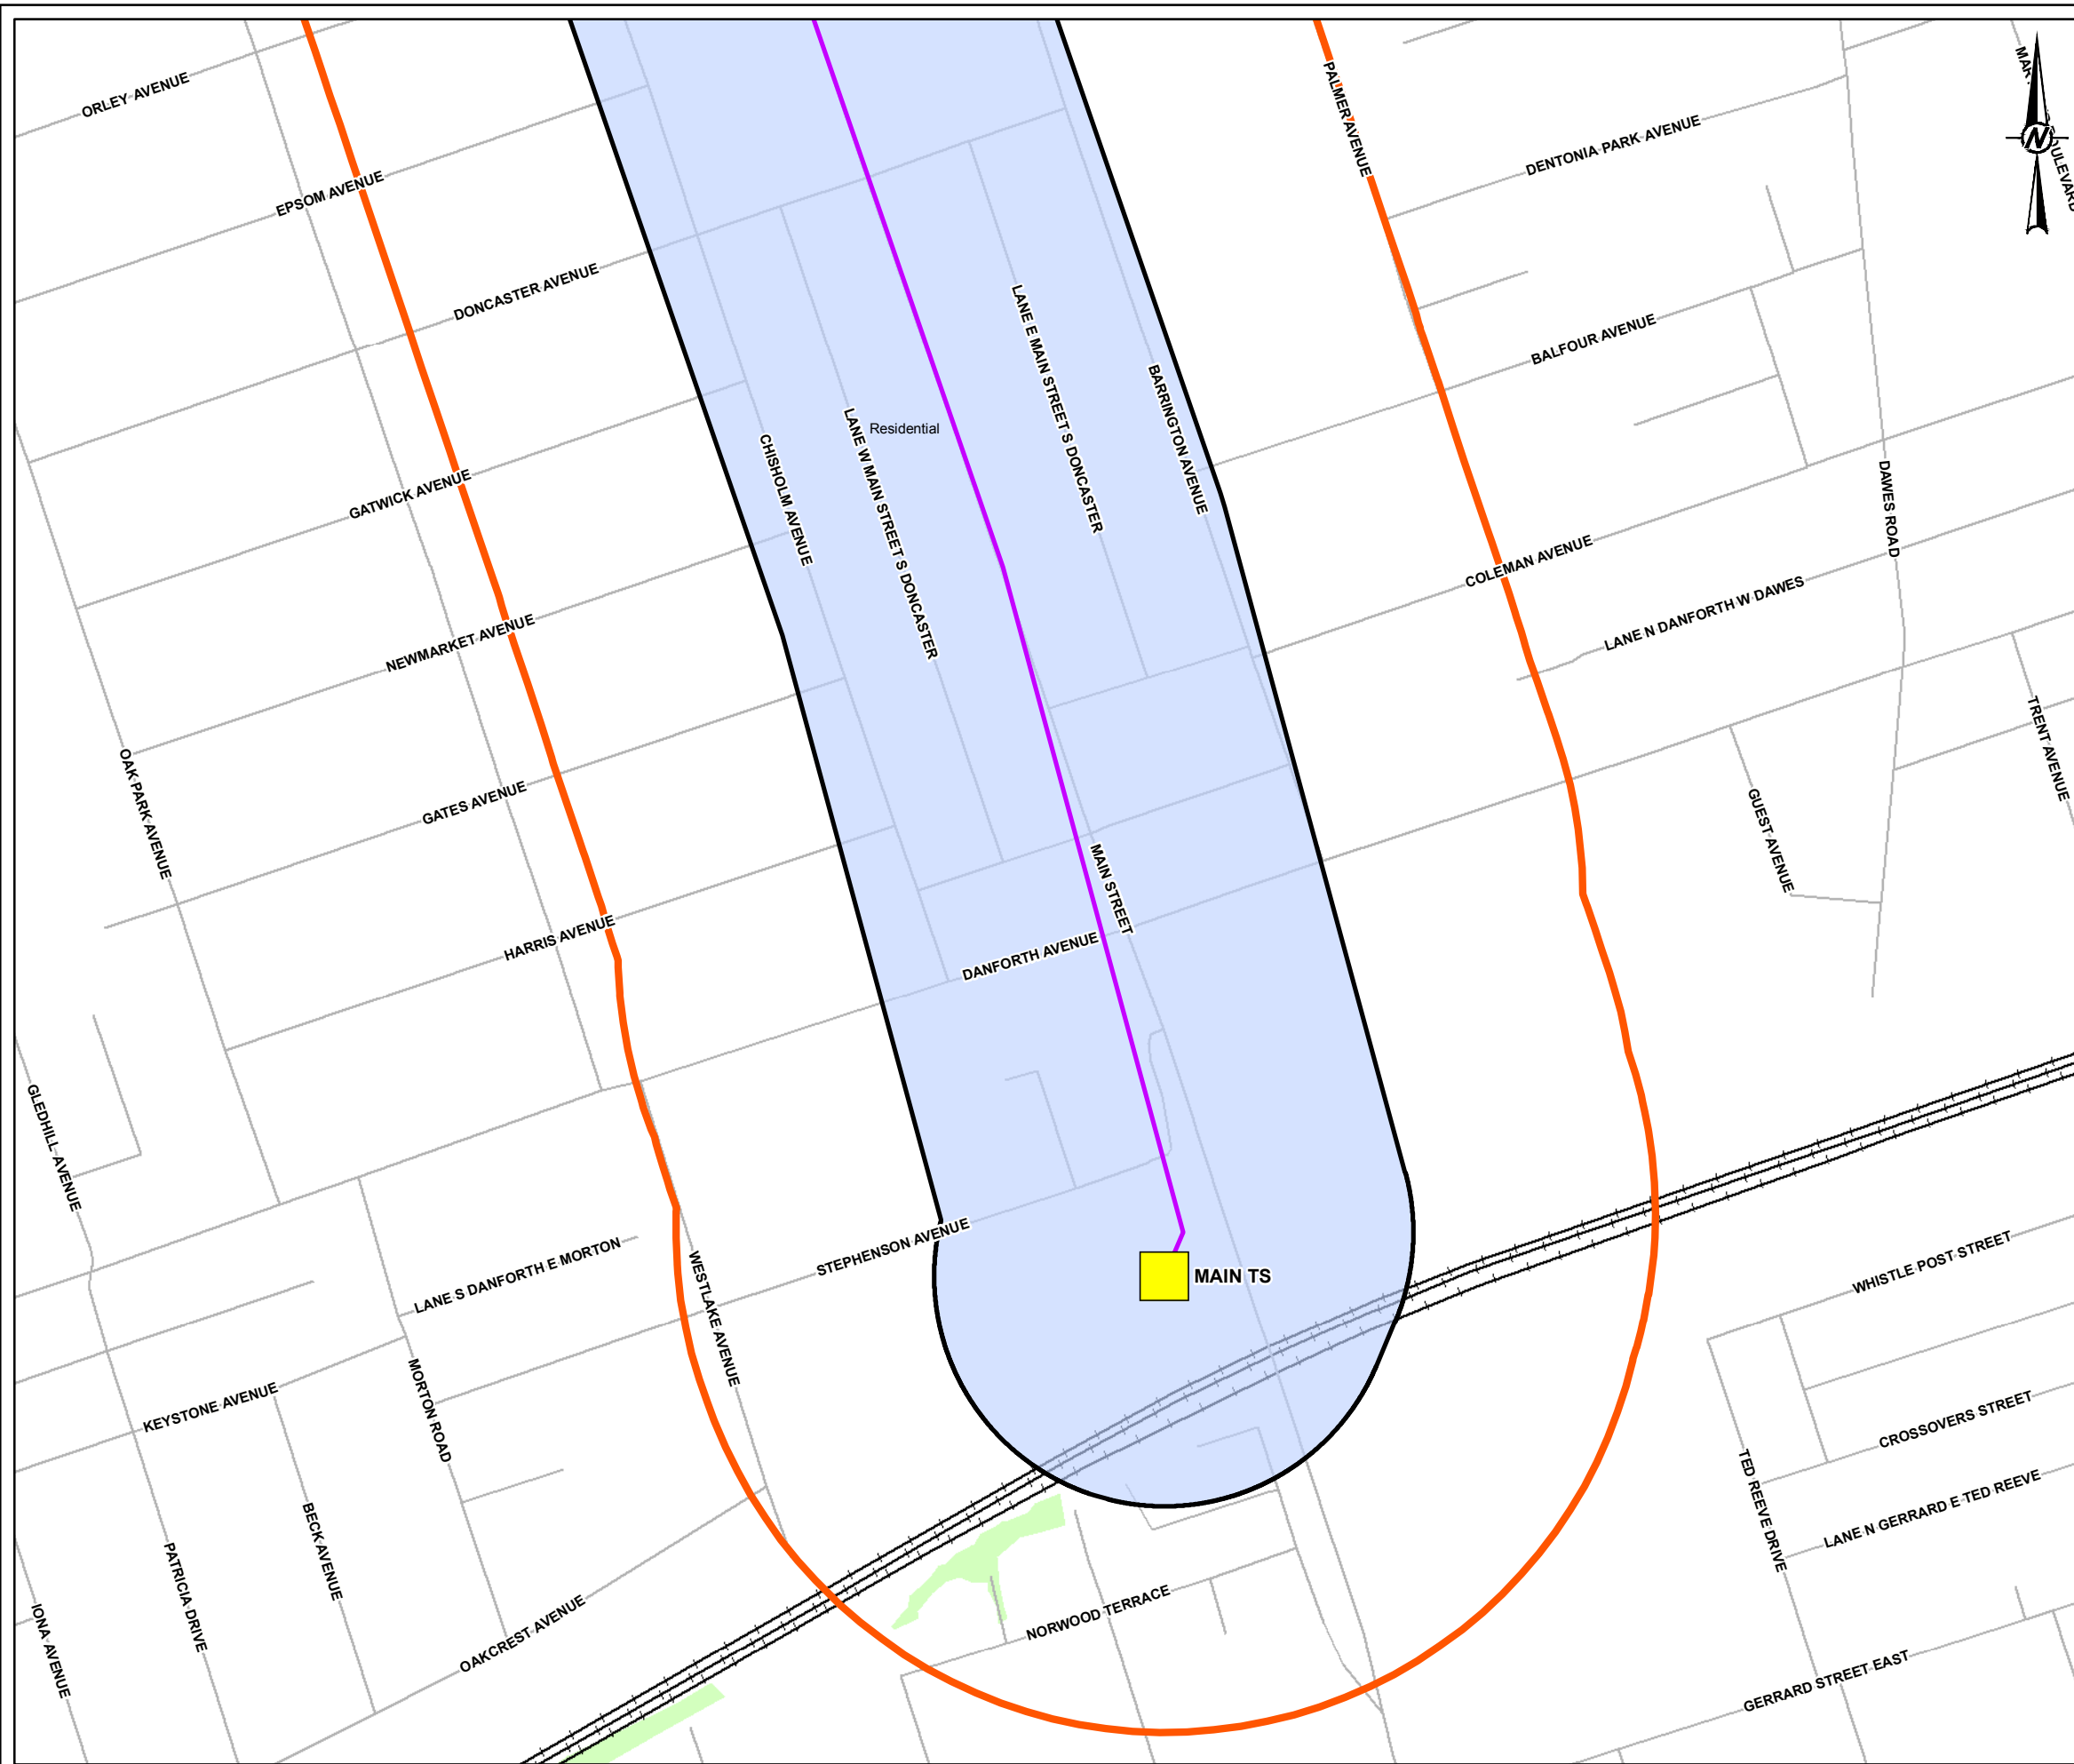 ORLEY AVENUE
EPSOM AVENUE
DONCASTER AVENUE
GATWICK AVENUE
NEWMARKET AVENUE
GATES AVENUE
HARRIS AVENUE
OAK PARK AVENUE
GLEDHILL AVENUE
CHISHOLM AVENUE
LANE W MAIN STREET S DONCASTER
Residential
LANE E MAIN STREET S DONCASTER
BARRINGTON AVENUE
PALMER AVENUE
DENTONIA PARK AVENUE
N
BALFOUR AVENUE
COLEMAN AVENUE
LANE N DANFORTH W DAWES
DAWES ROAD
TRENT AVENUE
GUEST AVENUE
MAIN STREET
DANFORTH AVENUE
STEPHENSON AVENUE
MAIN TS
LANE S DANFORTH E MORTON
WESTLAKE AVENUE
KEYSTONE AVENUE
MORTON ROAD
BECK AVENUE
PATRICIA DRIVE
IONA AVENUE
OAKCREST AVENUE
NORWOOD TERRACE
WHISTLE POST STREET
CROSSOVERS STREET
TED REEVE DRIVE
LANE N GERRARD E TED REEVE
GERRARD STREET EAST